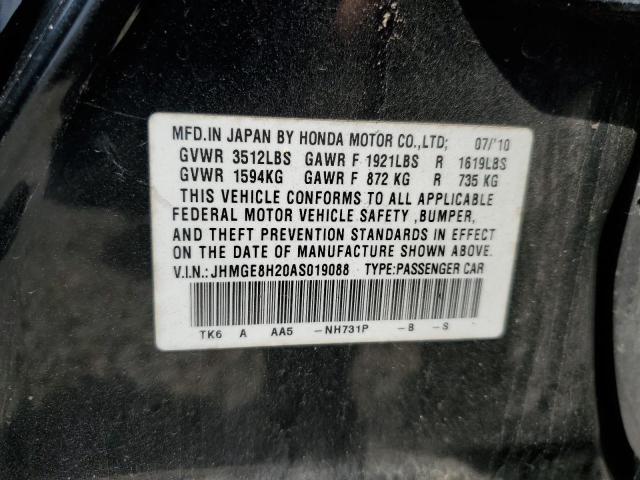 MFD.IN JAPAN BY HONDA MOTOR CO.,LTD; 07/'10
GVWR 3512LBS GAWR F 1921LBS R 1619LBS
GVWR 1594KG GAWR F 872 KG R 735 KG
THIS VEHICLE CONFORMS TO ALL APPLICABLE
FEDERAL MOTOR VEHICLE SAFETY ,BUMPER,
AND THEFT PREVENTION STANDARDS IN EFFECT
ON THE DATE OF MANUFACTURE SHOWN ABOVE.
V.I.N.:JHMGE8H20AS019088 TYPE:PASSENGER CAR
TK6 A AA5 -NH731P -B -S